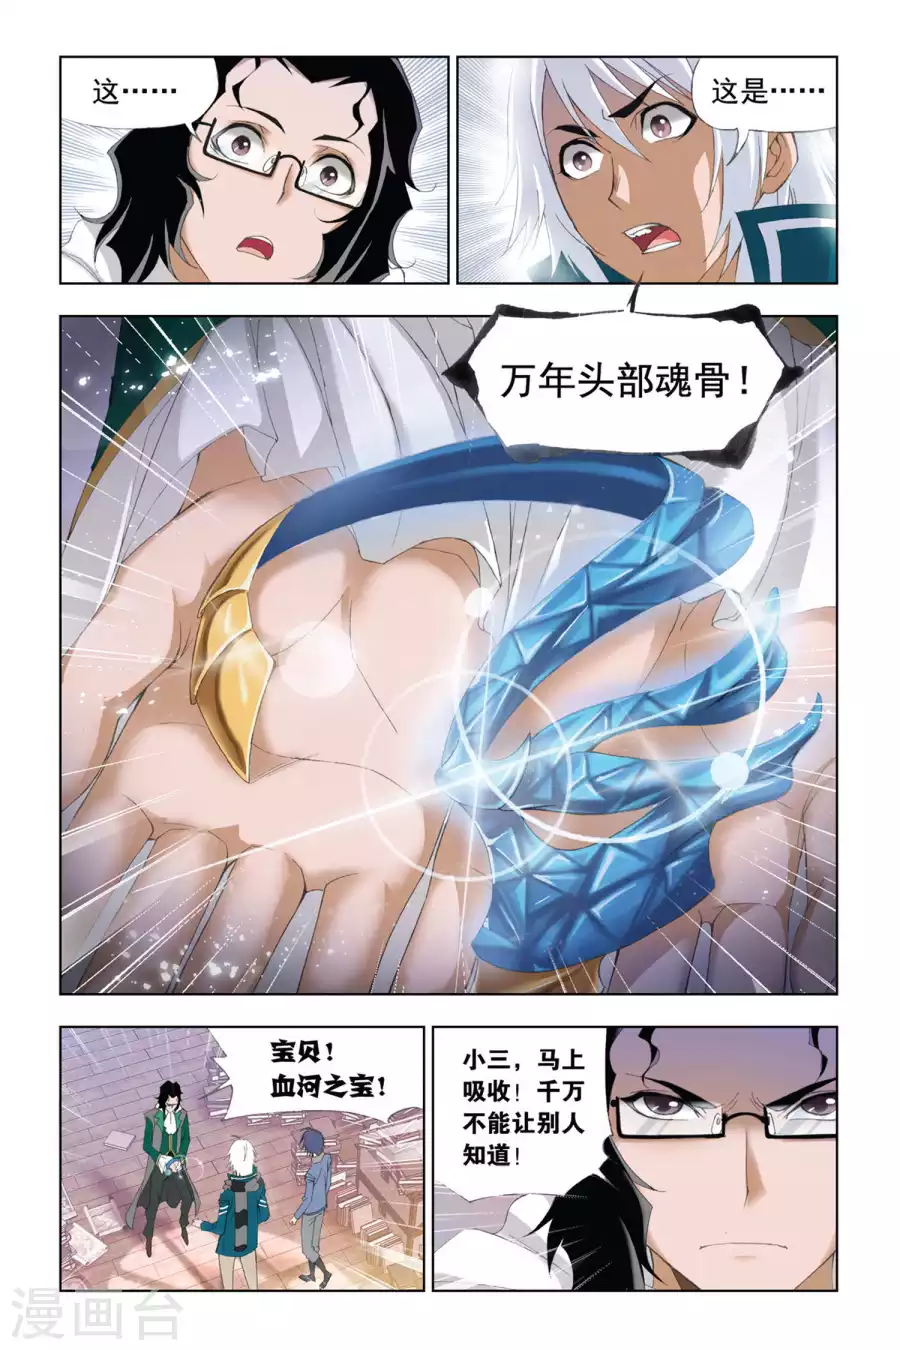 这……
这是……
万年头部魂骨！
宝贝！
血河之宝！
小三，马上
吸收！千万
不能让别人
知道！
漫画台